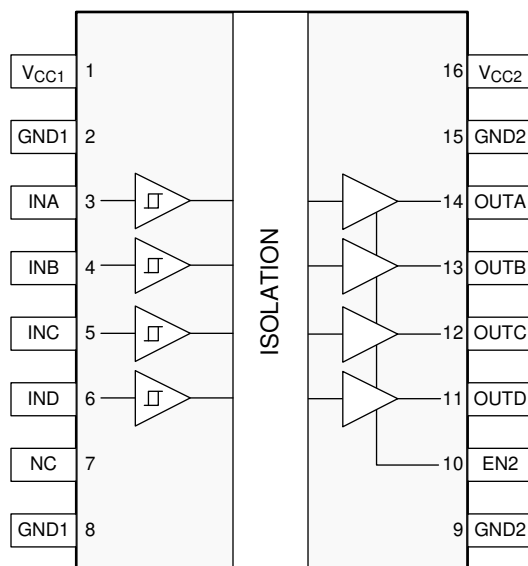 VCC1 1 16 VCC2
GND1 2 15 GND2
INA 3 14 OUTA
INB 4 13 OUTB
INC 5 12 OUTC
IND 6 11 OUTD
NC 7 10 EN2
GND1 8 9 GND2
ISOLATION